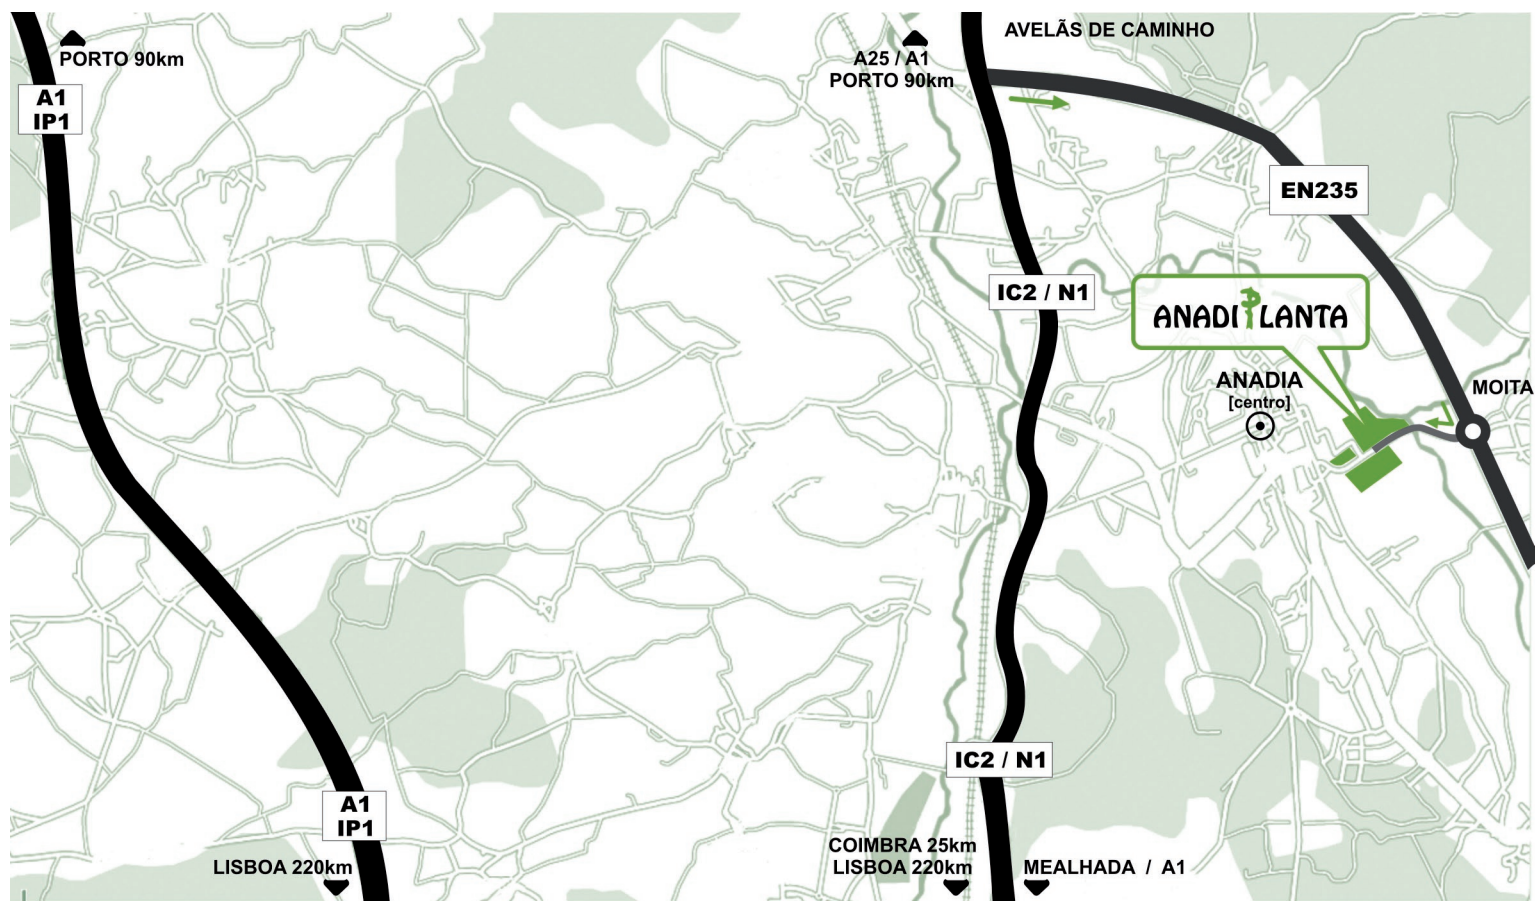 AVELÃS DE CAMINHO
PORTO 90km
A25 / A1
PORTO 90km
A1
IP1
EN235
IC2 / N1
ANADIPLANTA
ANADIA
[centro]
MOITA
IC2 / N1
A1
IP1
LISBOA 220km
COIMBRA 25km
LISBOA 220km
MEALHADA / A1